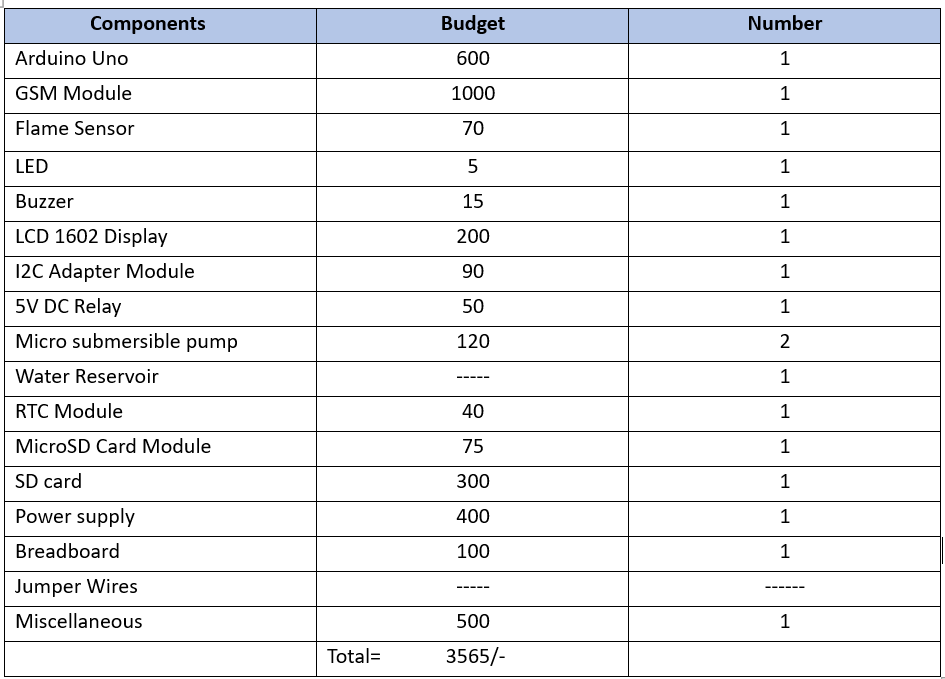 Components Budget Number
Arduino Uno 600 1
GSM Module 1000 1
Flame Sensor 70 1
LED 5 1
Buzzer 15 1
LCD 1602 Display 200 1
I2C Adapter Module 90 1
5V DC Relay 50 1
Micro submersible pump 120 2
Water Reservoir ----- 1
RTC Module 40 1
MicroSD Card Module 75 1
SD card 300 1
Power supply 400 1
Breadboard 100 1
Jumper Wires ----- ------
Miscellaneous 500 1
Total= 3565/-